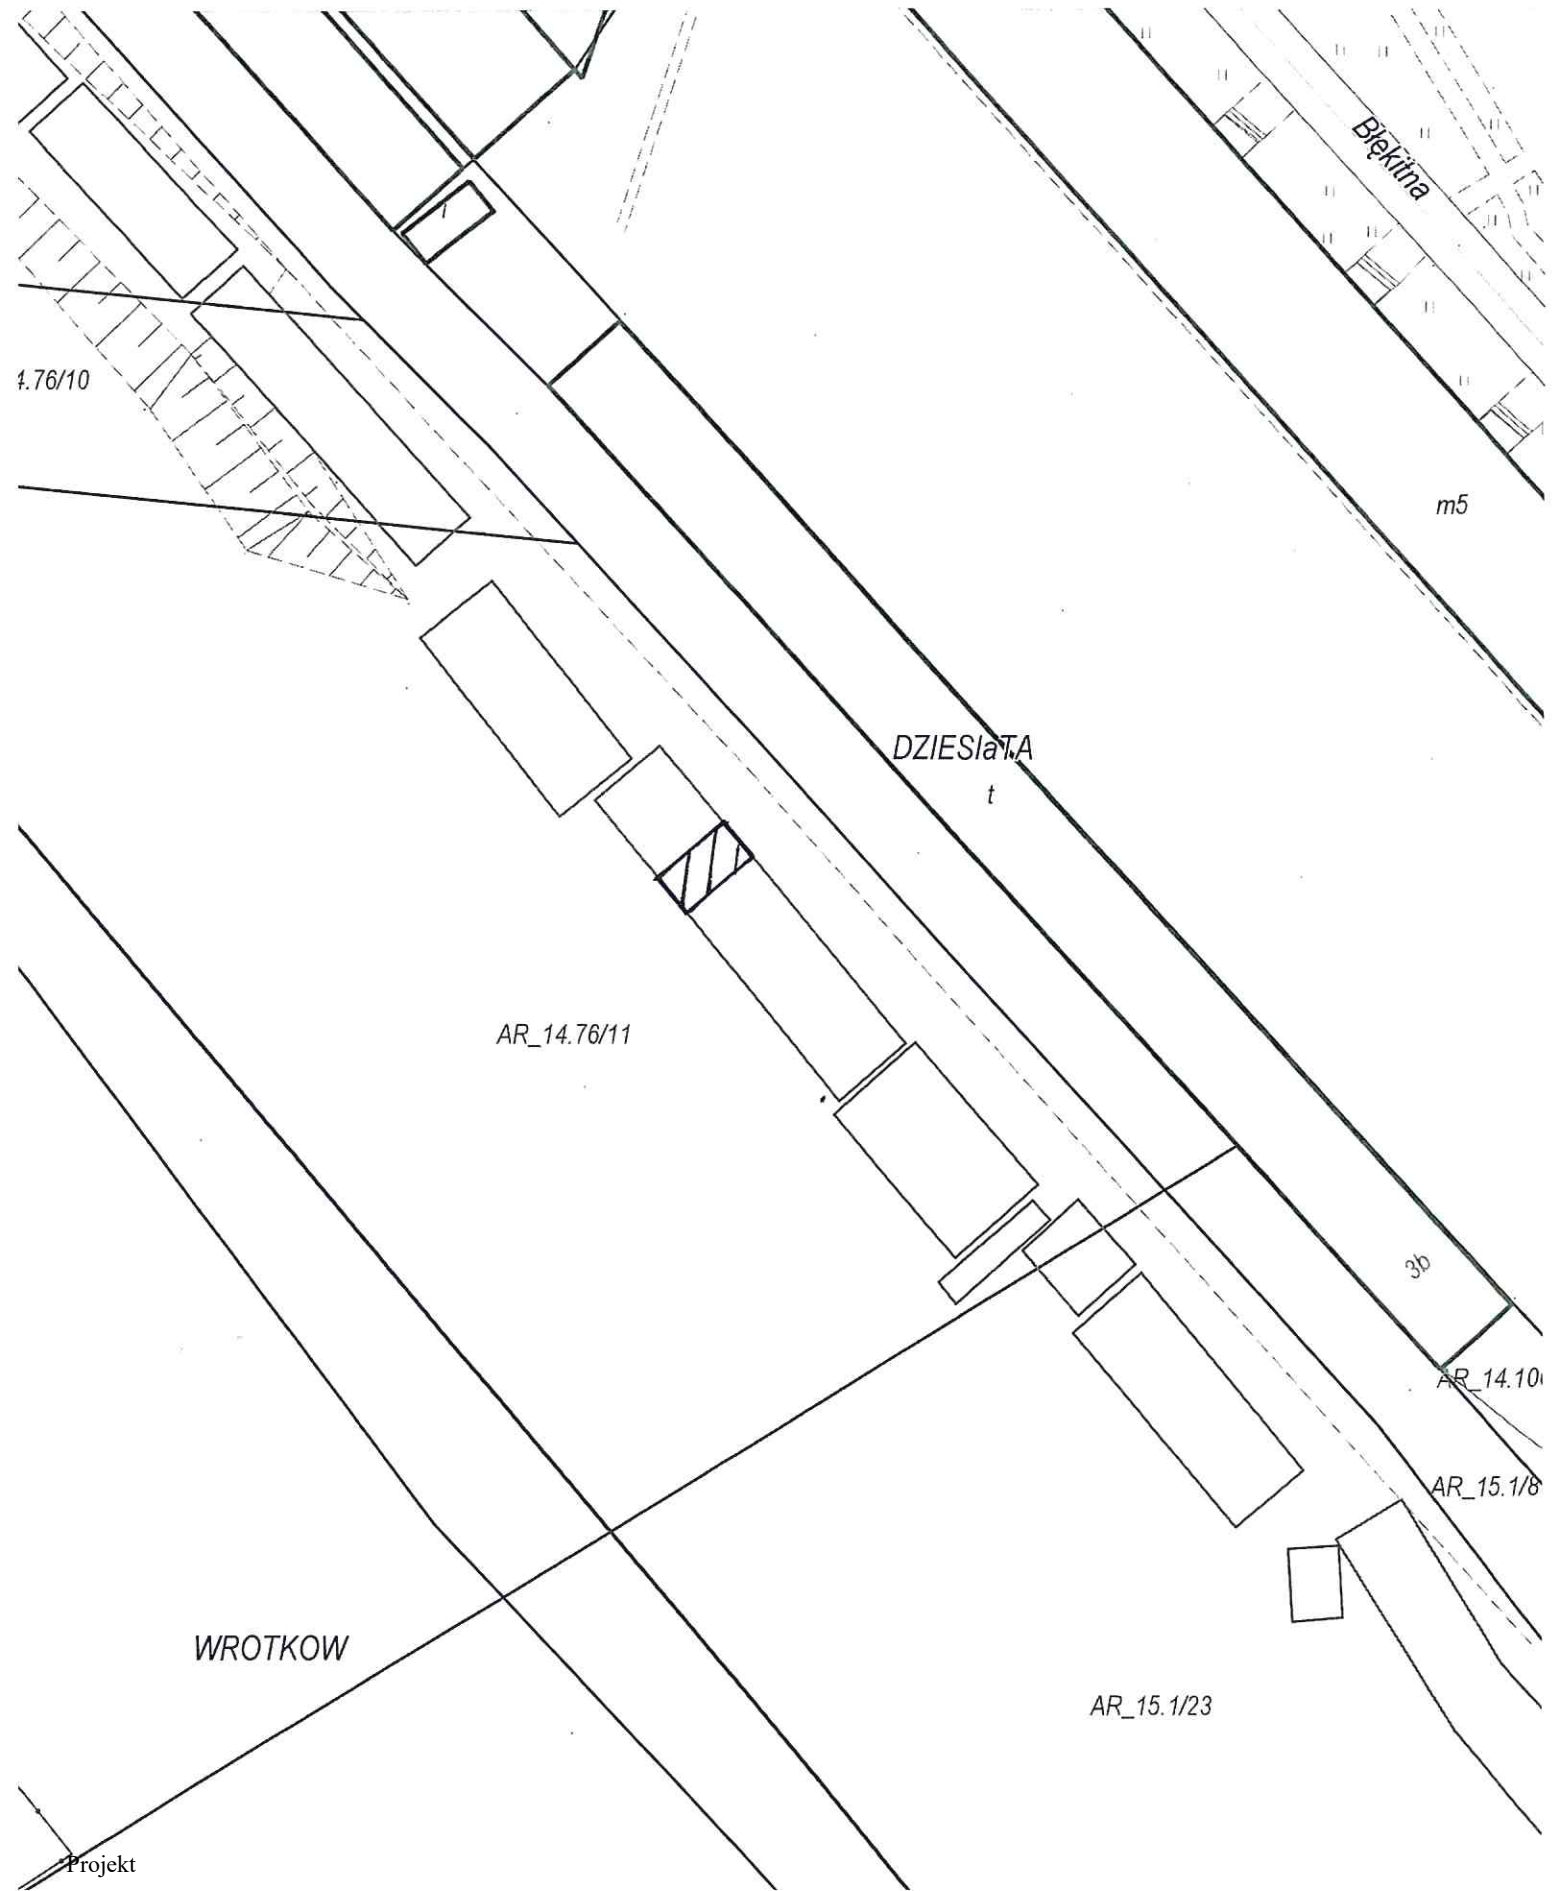 Błękitna
4.76/10
m5
DZIESIaTA
t
AR_14.76/11
3b
AR_14.10
AR_15.1/8
WROTKOW
AR_15.1/23
Projekt